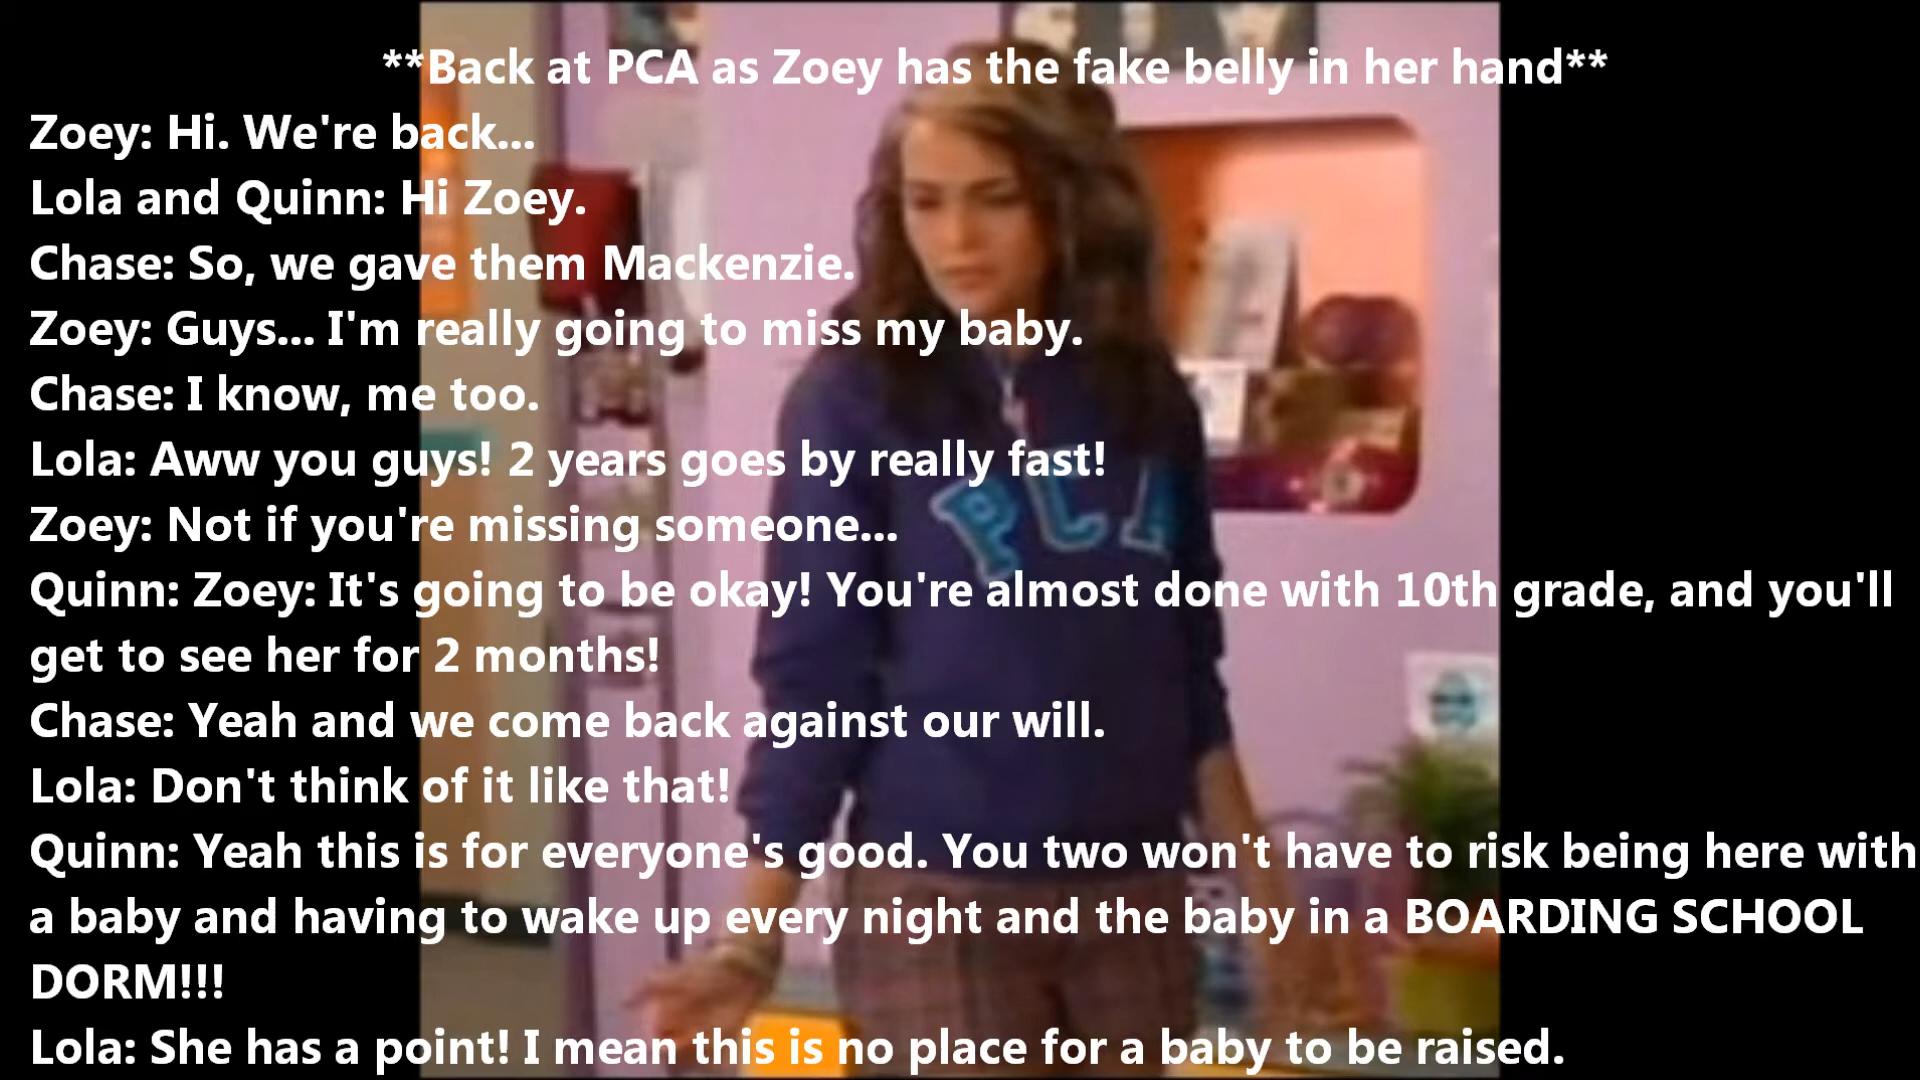 **Back at PCA as Zoey has the fake belly in her hand**
Zoey: Hi. We're back...
Lola and Quinn: Hi Zoey.
Chase: So, we gave them Mackenzie.
Zoey: Guys... I'm really going to miss my baby.
Chase: I know, me too.
Lola: Aww you guys! 2 years goes by really fast!
Zoey: Not if you're missing someone...
Quinn: Zoey: It's going to be okay! You're almost done with 10th grade, and you'll
get to see her for 2 months!
Chase: Yeah and we come back against our will.
Lola: Don't think of it like that!
Quinn: Yeah this is for everyone's good. You two won't have to risk being here with
a baby and having to wake up every night and the baby in a BOARDING SCHOOL
DORM!!!
Lola: She has a point! I mean this is no place for a baby to be raised.
PCA